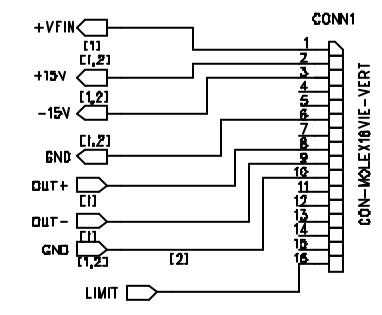 CONN1
+VFIN
[1]
[1,2]
+15V
[1,2]
-15V
[1,2]
GND
OUT+
[1]
OUT-
[1]
GND
[1,2]
[2]
LIMIT
1
2
3
4
5
6
7
8
9
10
11
12
13
14
15
16
CON-MOLEX16VIE-VERT